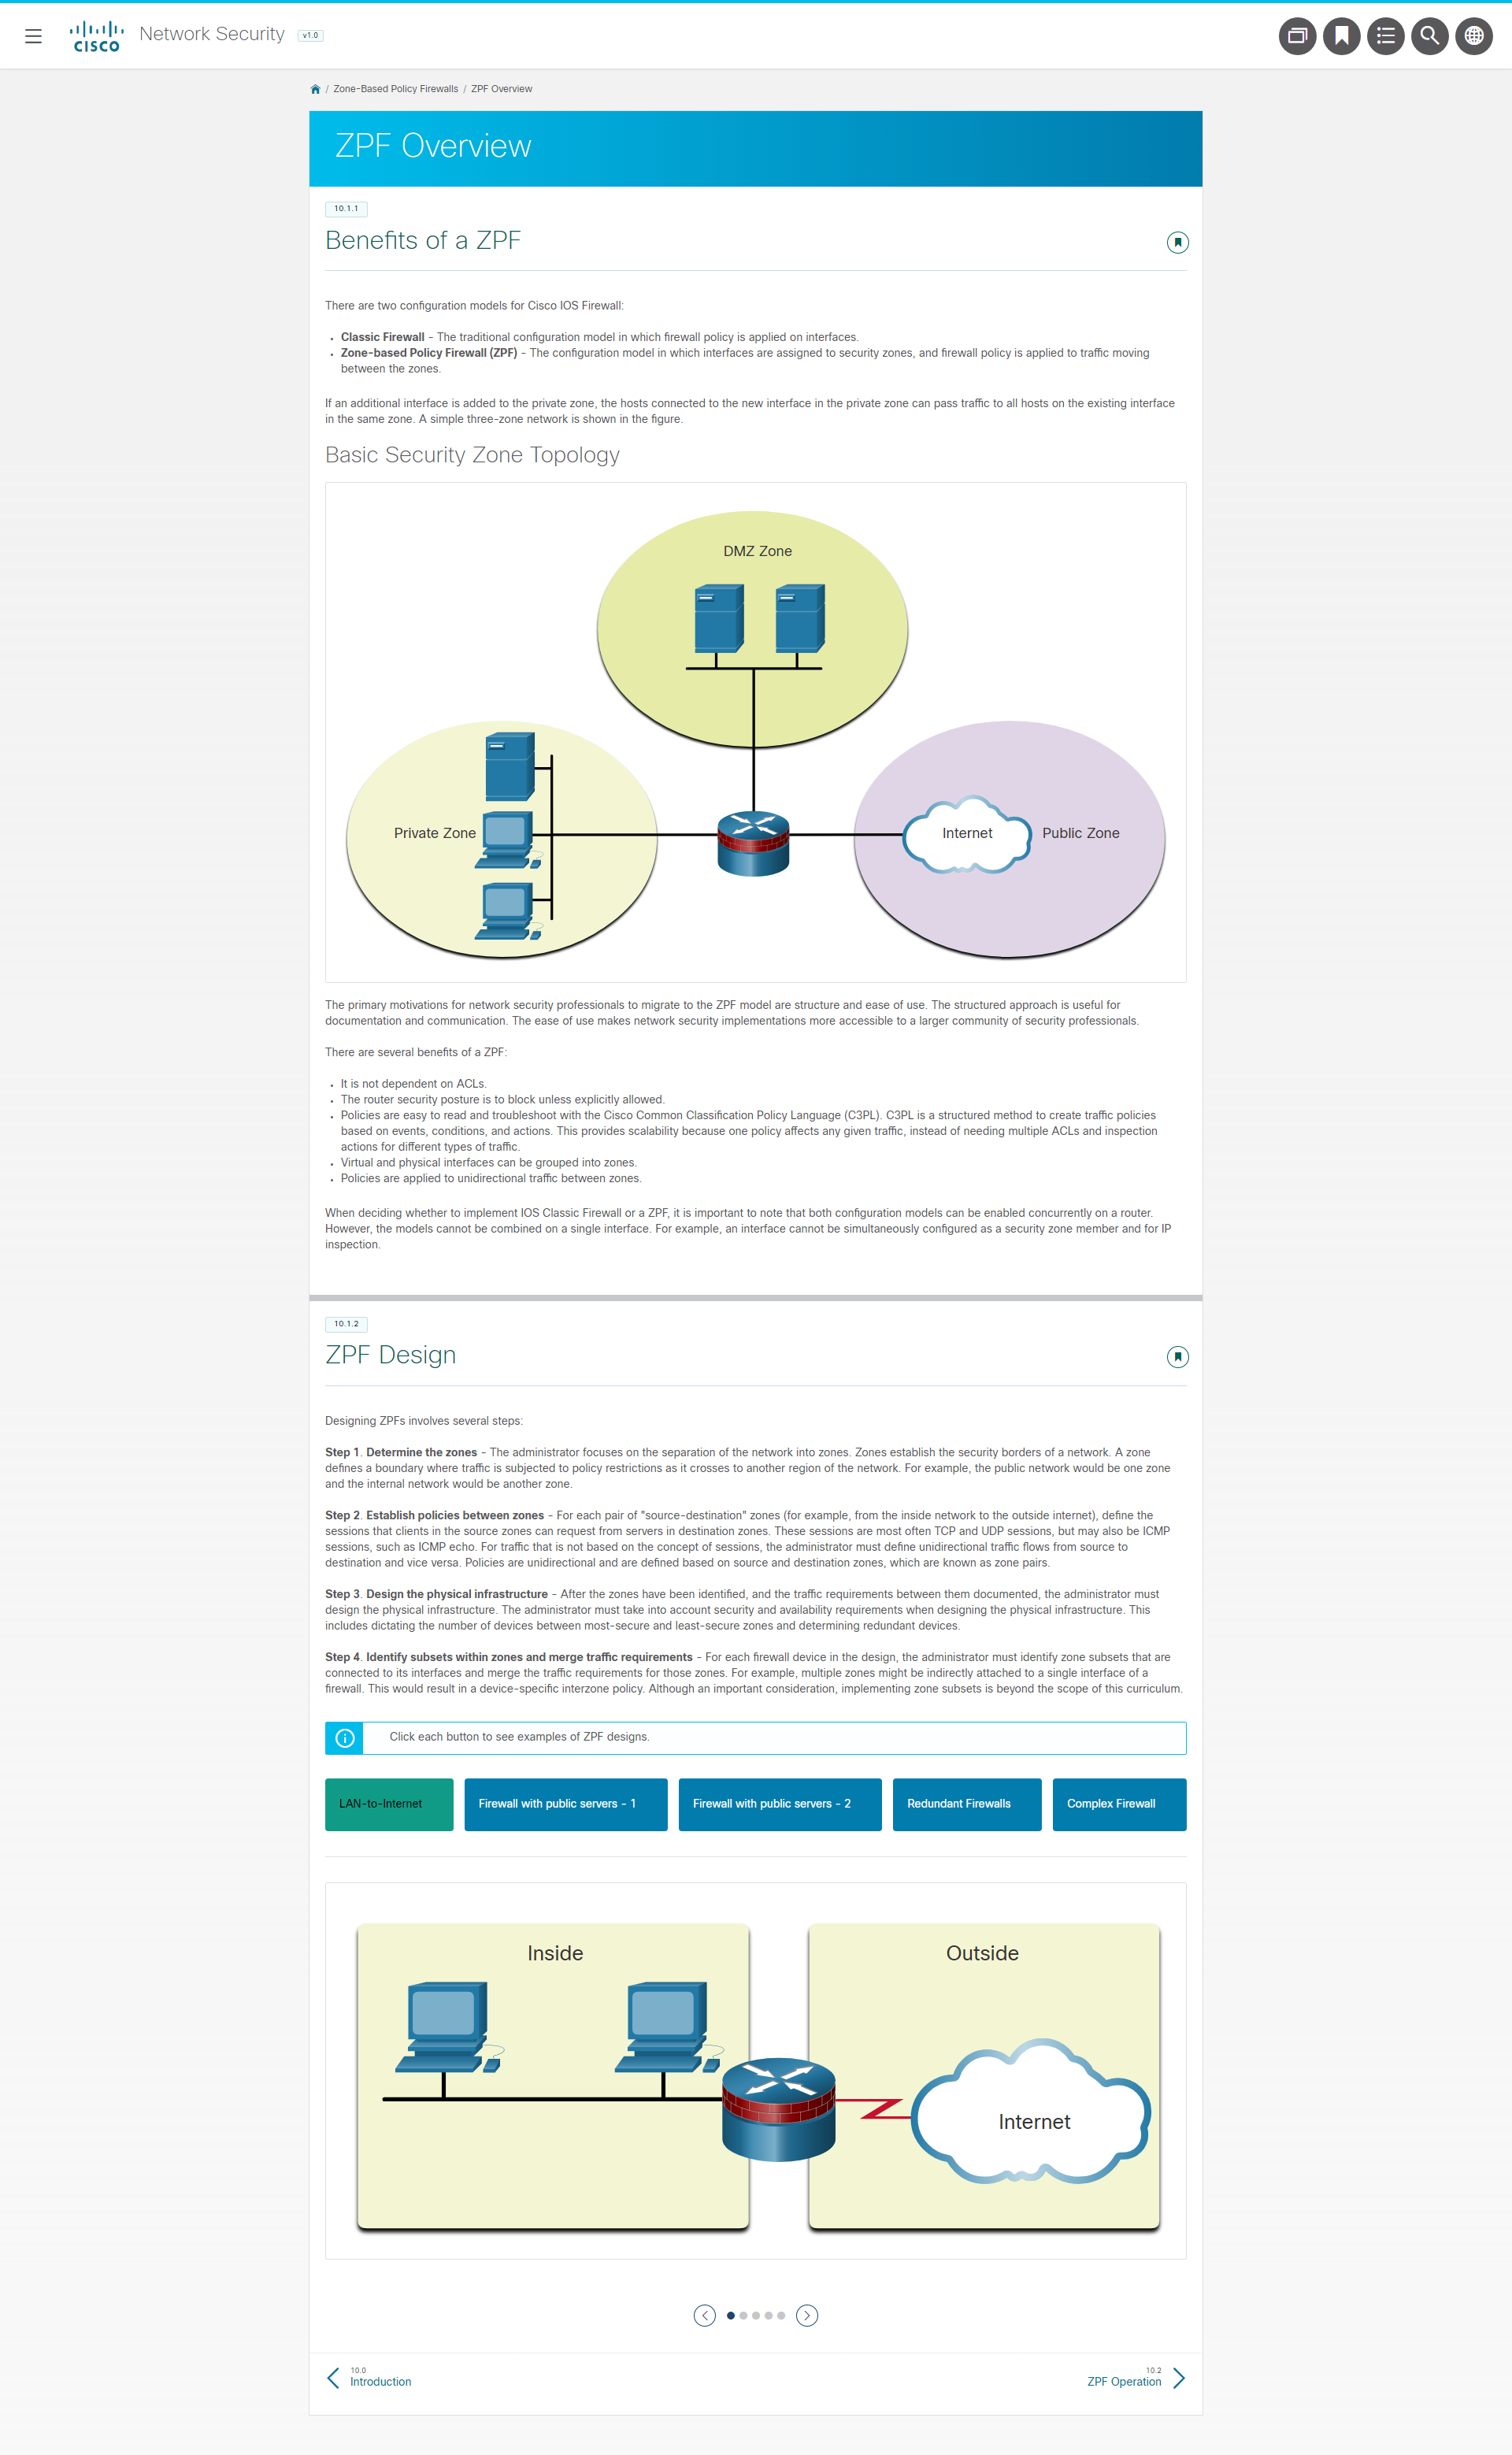 CISCO
Network Security v1.0
/ Zone-Based Policy Firewalls / ZPF Overview
ZPF Overview
10.1.1
Benefits of a ZPF
There are two configuration models for Cisco IOS Firewall:
• Classic Firewall - The traditional configuration model in which firewall policy is applied on interfaces.
• Zone-based Policy Firewall (ZPF) - The configuration model in which interfaces are assigned to security zones, and firewall policy is applied to traffic moving
between the zones.
If an additional interface is added to the private zone, the hosts connected to the new interface in the private zone can pass traffic to all hosts on the existing interface
in the same zone. A simple three-zone network is shown in the figure.
Basic Security Zone Topology
DMZ Zone
Private Zone
Internet
Public Zone
The primary motivations for network security professionals to migrate to the ZPF model are structure and ease of use. The structured approach is useful for
documentation and communication. The ease of use makes network security implementations more accessible to a larger community of security professionals.
There are several benefits of a ZPF:
• It is not dependent on ACLs.
• The router security posture is to block unless explicitly allowed.
• Policies are easy to read and troubleshoot with the Cisco Common Classification Policy Language (C3PL). C3PL is a structured method to create traffic policies
based on events, conditions, and actions. This provides scalability because one policy affects any given traffic, instead of needing multiple ACLs and inspection
actions for different types of traffic.
• Virtual and physical interfaces can be grouped into zones.
• Policies are applied to unidirectional traffic between zones.
When deciding whether to implement IOS Classic Firewall or a ZPF, it is important to note that both configuration models can be enabled concurrently on a router.
However, the models cannot be combined on a single interface. For example, an interface cannot be simultaneously configured as a security zone member and for IP
inspection.
10.1.2
ZPF Design
Designing ZPFs involves several steps:
Step 1. Determine the zones - The administrator focuses on the separation of the network into zones. Zones establish the security borders of a network. A zone
defines a boundary where traffic is subjected to policy restrictions as it crosses to another region of the network. For example, the public network would be one zone
and the internal network would be another zone.
Step 2. Establish policies between zones - For each pair of "source-destination" zones (for example, from the inside network to the outside internet), define the
sessions that clients in the source zones can request from servers in destination zones. These sessions are most often TCP and UDP sessions, but may also be ICMP
sessions, such as ICMP echo. For traffic that is not based on the concept of sessions, the administrator must define unidirectional traffic flows from source to
destination and vice versa. Policies are unidirectional and are defined based on source and destination zones, which are known as zone pairs.
Step 3. Design the physical infrastructure - After the zones have been identified, and the traffic requirements between them documented, the administrator must
design the physical infrastructure. The administrator must take into account security and availability requirements when designing the physical infrastructure. This
includes dictating the number of devices between most-secure and least-secure zones and determining redundant devices.
Step 4. Identify subsets within zones and merge traffic requirements - For each firewall device in the design, the administrator must identify zone subsets that are
connected to its interfaces and merge the traffic requirements for those zones. For example, multiple zones might be indirectly attached to a single interface of a
firewall. This would result in a device-specific interzone policy. Although an important consideration, implementing zone subsets is beyond the scope of this curriculum.
Click each button to see examples of ZPF designs.
LAN-to-Internet
Firewall with public servers - 1
Firewall with public servers - 2
Redundant Firewalls
Complex Firewall
Inside
Outside
Internet
10.0
Introduction
10.2
ZPF Operation